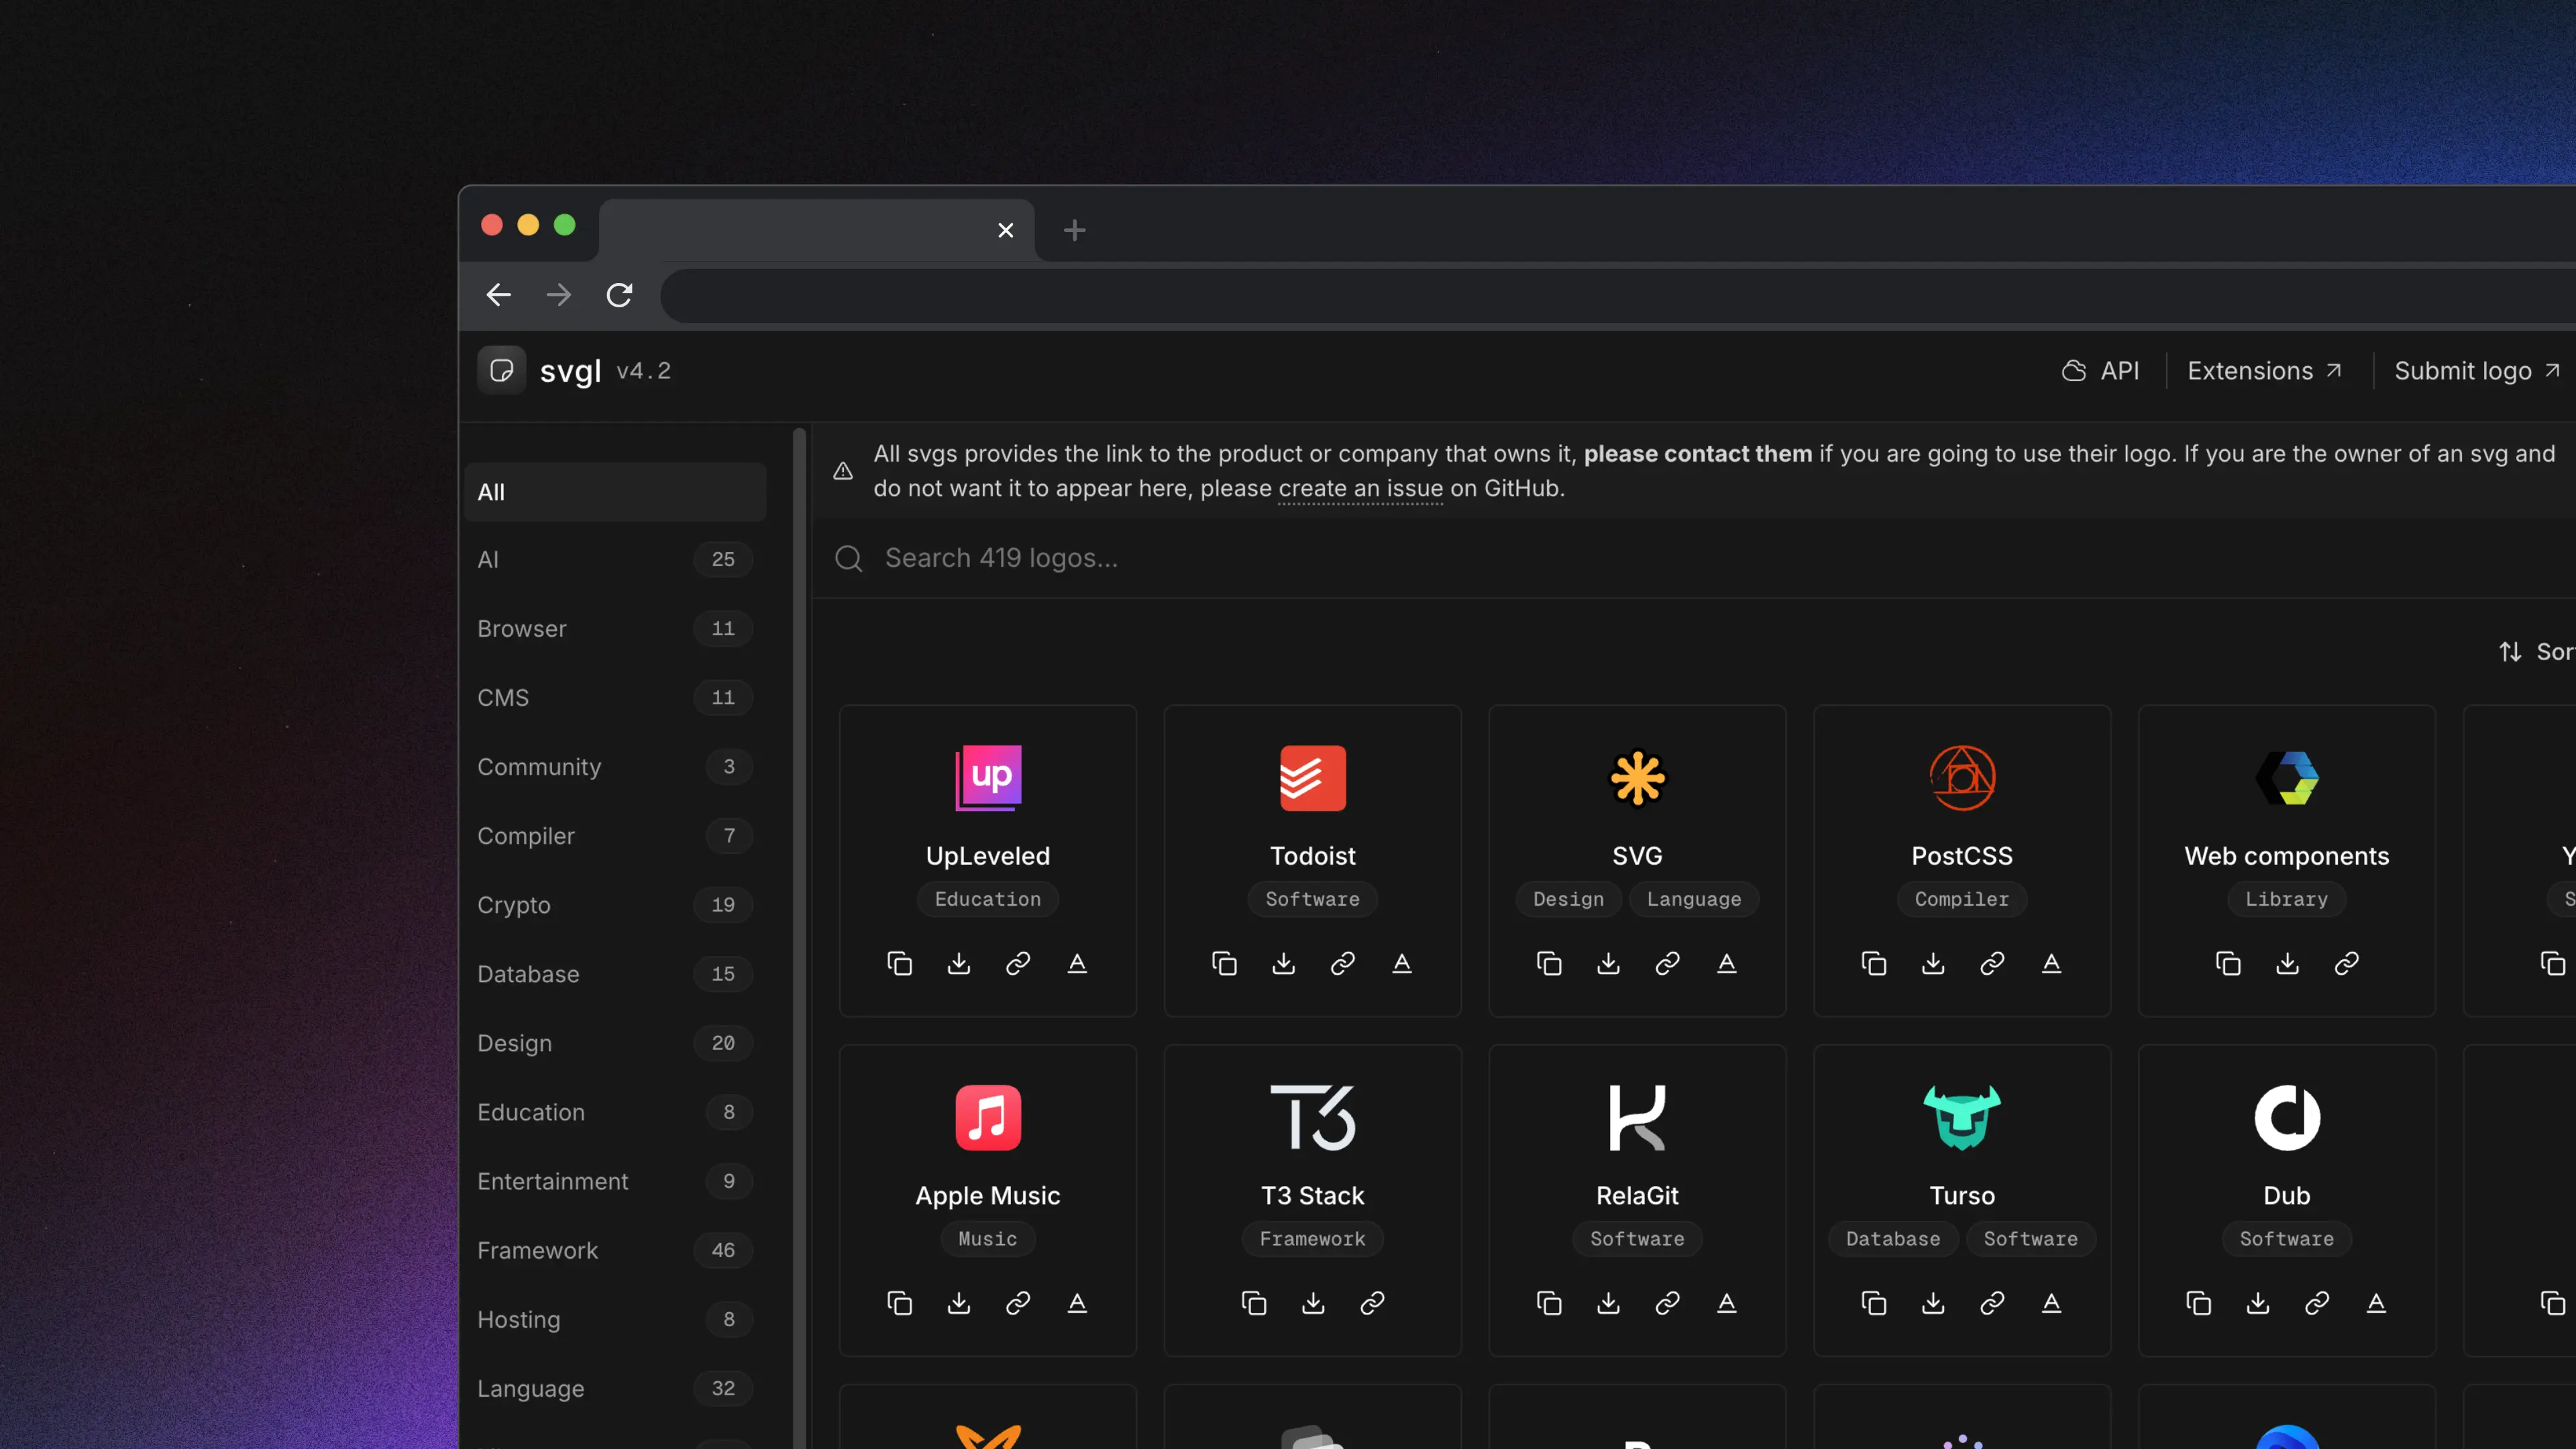 svgl v4.2
API
Extensions
Submit logo
All svgs provides the link to the product or company that owns it, please contact them if you are going to use their logo. If you are the owner of an svg and
do not want it to appear here, please create an issue on GitHub.
Search 419 logos...
All
AI 25
Browser 11
CMS 11
Community 3
Compiler 7
Crypto 19
Database 15
Design 20
Education 8
Entertainment 9
Framework 46
Hosting 8
Language 32
up
UpLeveled
Education
Todoist
Software
SVG
Design Language
PostCSS
Compiler
Web components
Library
Apple Music
Music
T3
T3 Stack
Framework
RelaGit
Software
Turso
Database Software
Dub
Software